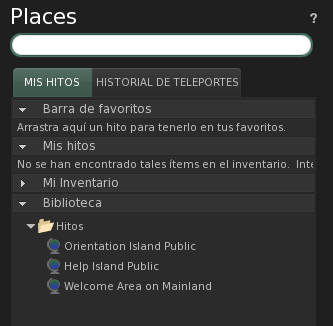 Places
?
MIS HITOS
HISTORIAL DE TELEPORTES
Barra de favoritos
Arrastra aquí un hito para tenerlo en tus favoritos.
Mis hitos
No se han encontrado tales ítems en el inventario. Inte
Mi Inventario
Biblioteca
Hitos
Orientation Island Public
Help Island Public
Welcome Area on Mainland